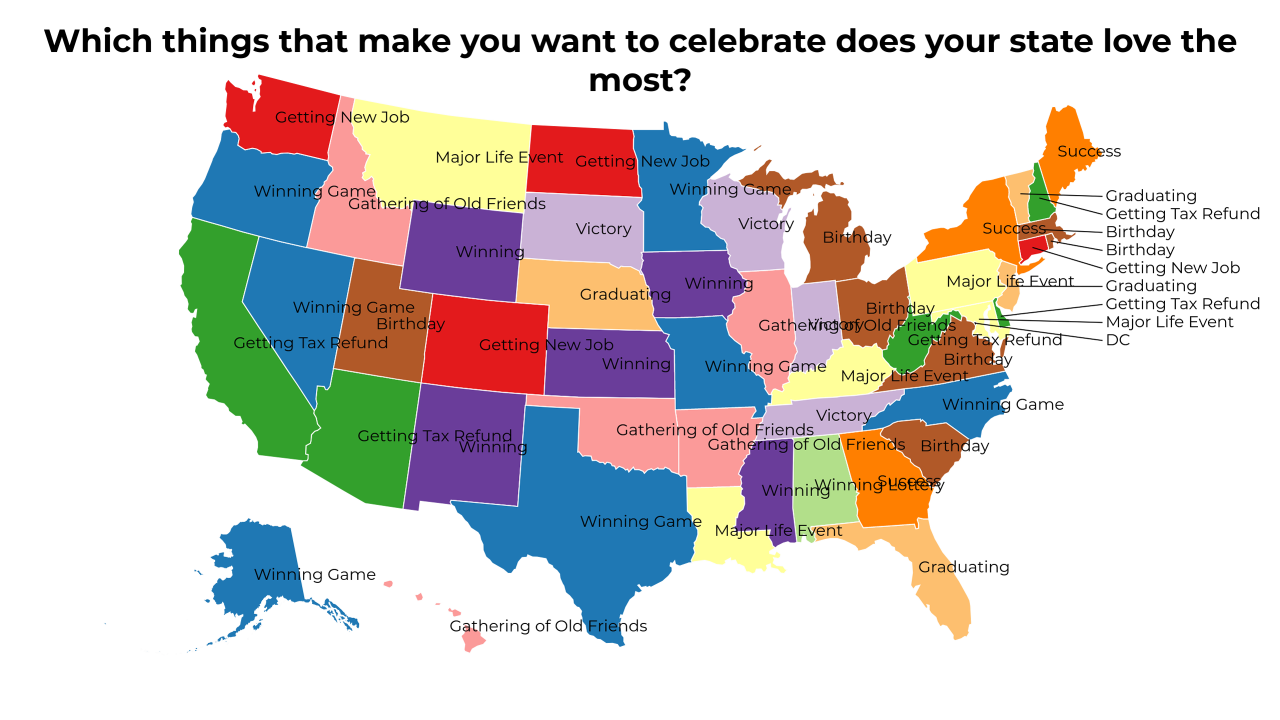 Which things that make you want to celebrate does your state love the
most?
Getting New Job
Success
Major Life Event
Getting New Job
Winning Game
Winning Game
Winning Game
Gathering of Old Friends
Graduating
Getting Tax Refund
Victory
Victory
Success
Birthday
Birthday
Winning
Birthday
Getting New Job
Major Life Event
Winning
Graduating
Graduating
Winning Game
Birthday
Getting Tax Refund
Birthday
Gathering of Old Friends
Victory
Major Life Event
Getting Tax Refund
Getting New Job
Getting Tax Refund
DC
Birthday
Winning
Winning Game
Major Life Event
Winning Game
Victory
Gathering of Old Friends
Getting Tax Refund
Winning
Gathering of Old Friends
Birthday
Winning
Winning Lottery
Success
Winning Game
Major Life Event
Graduating
Winning Game
Gathering of Old Friends